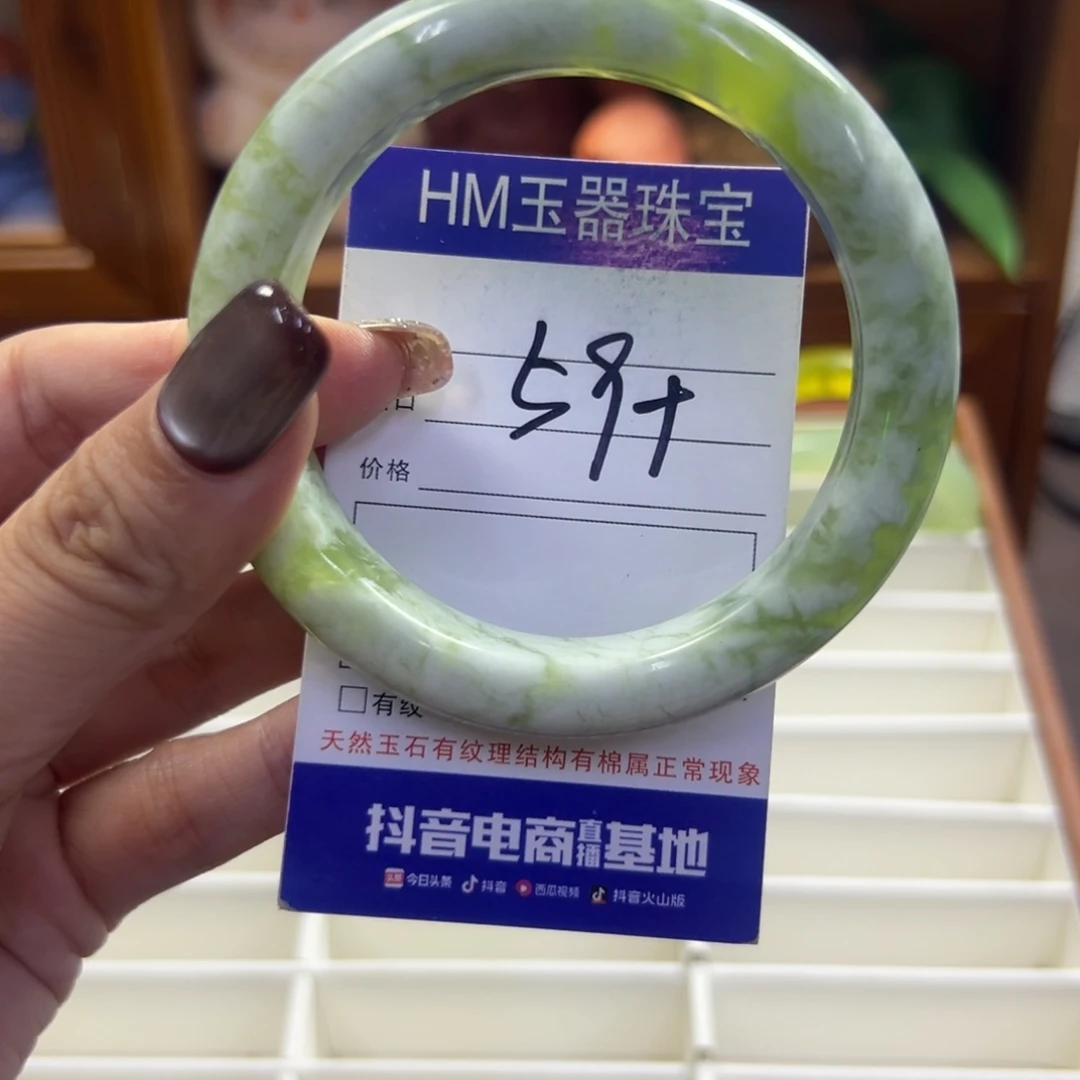 HM玉器珠宝
59+
价格
有纹
天然玉石有纹理结构有棉属正常现象
抖音电商直播基地
头条 今日头条 抖音 西瓜视频 抖音火山版